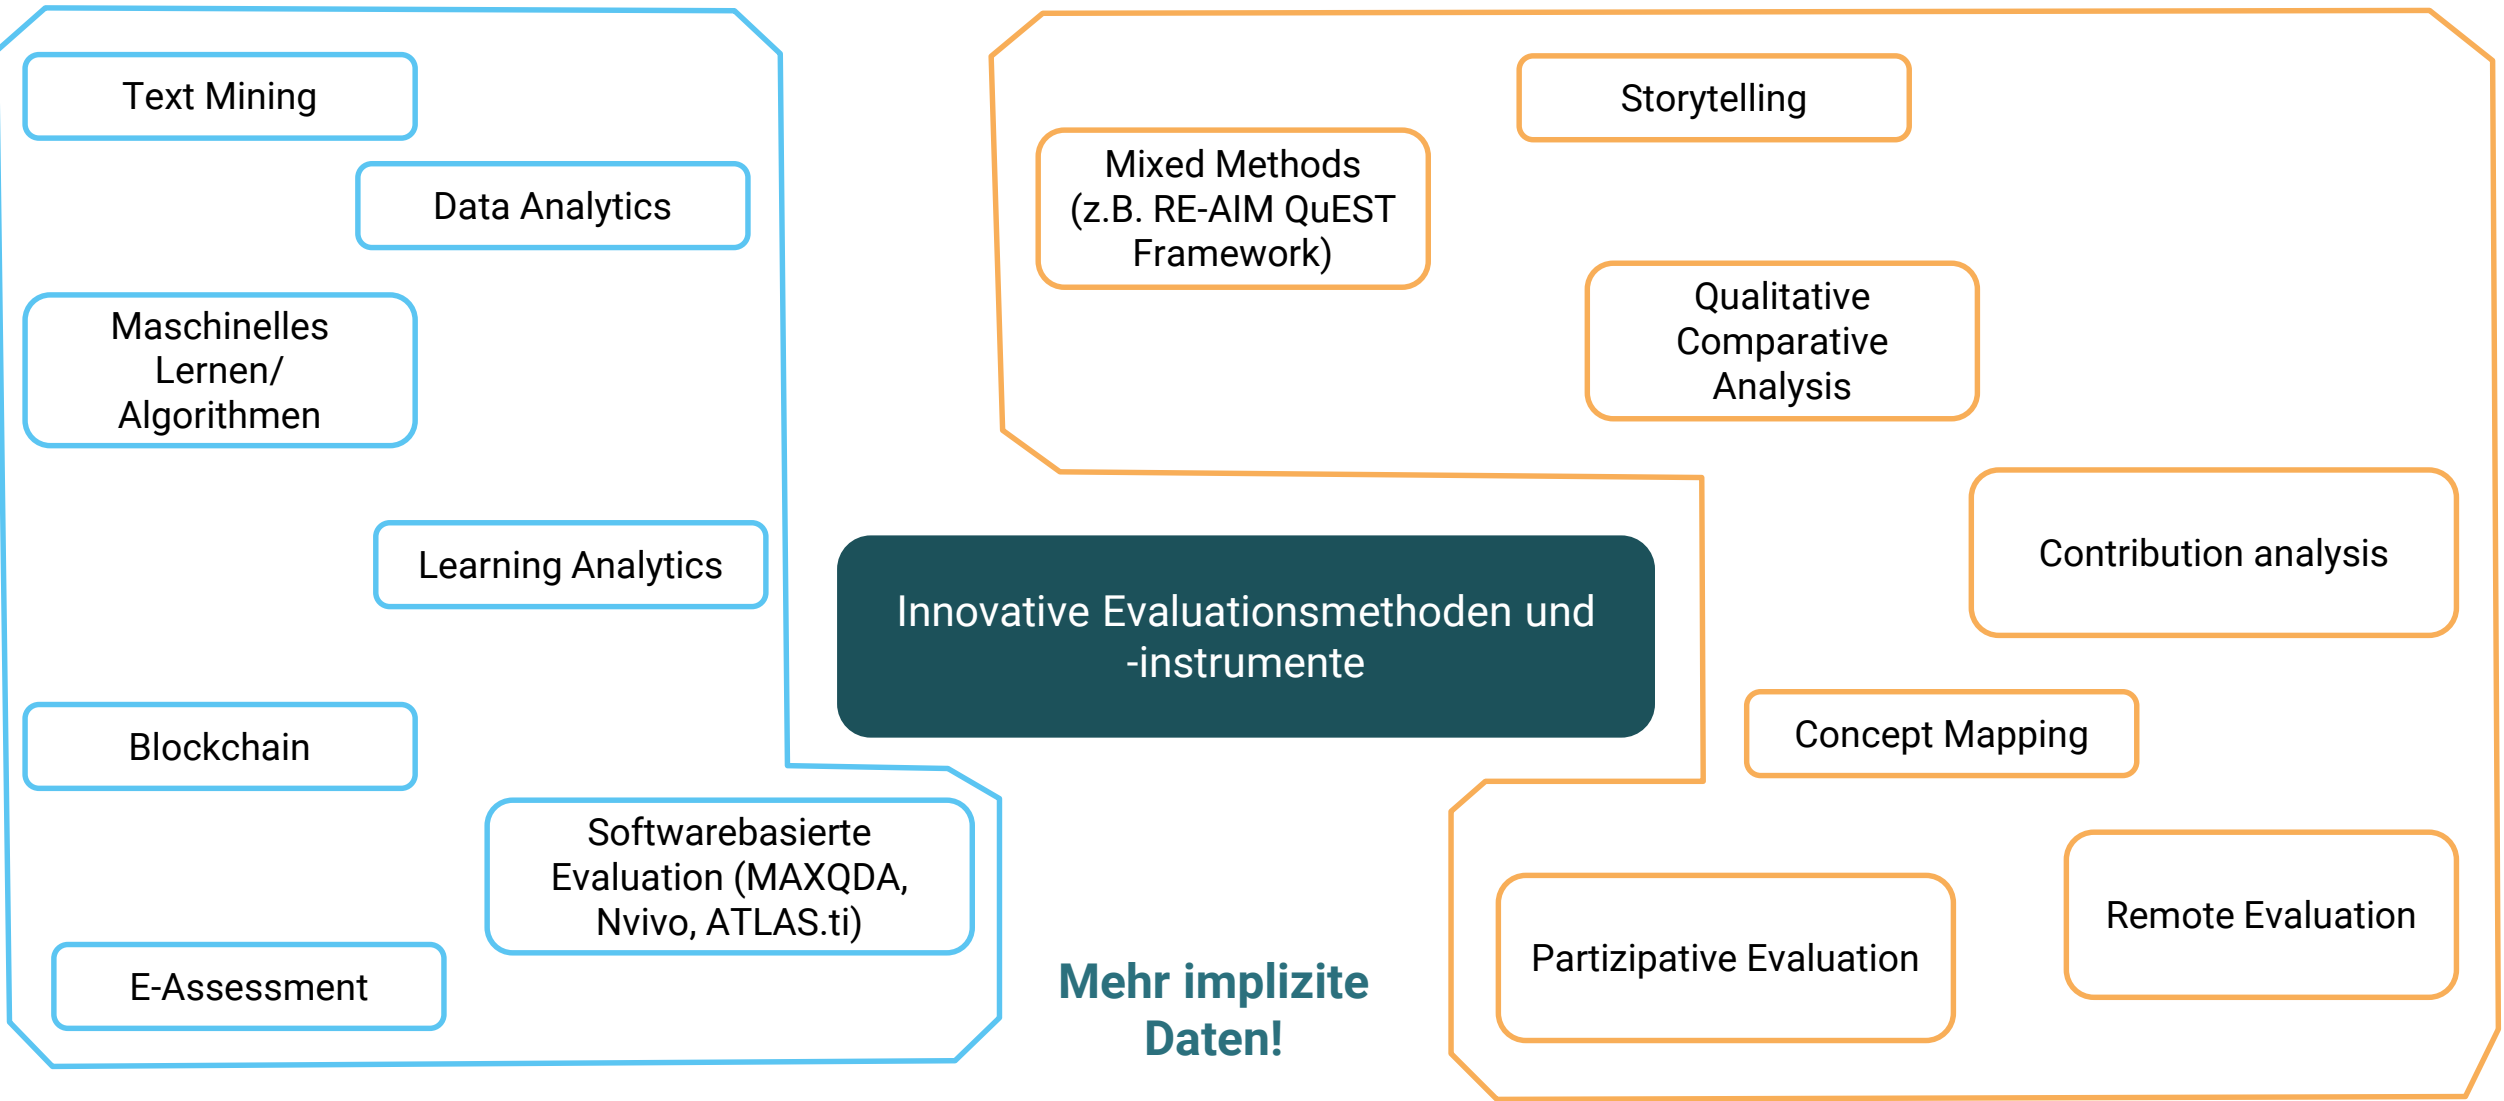 Text Mining
Data Analytics
Maschinelles
Lernen/
Algorithmen
Learning Analytics
Blockchain
Softwarebasierte
Evaluation (MAXQDA,
Nvivo, ATLAS.ti)
E-Assessment
Innovative Evaluationsmethoden und
-instrumente
Mehr implizite
Daten!
Storytelling
Mixed Methods
(z.B. RE-AIM QuEST
Framework)
Qualitative
Comparative
Analysis
Contribution analysis
Concept Mapping
Remote Evaluation
Partizipative Evaluation